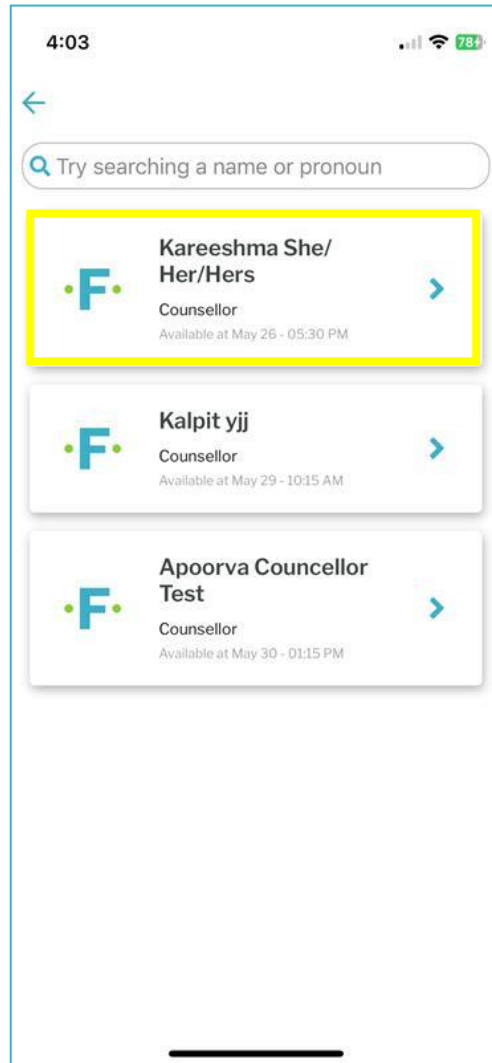 4:03
78
Try searching a name or pronoun
Kareeshma She/
Her/Hers
·F·
Counsellor
Available at May 26 - 05:30 PM
Kalpit yjj
·F·
Counsellor
Available at May 29 - 10:15 AM
Apoorva Councellor
Test
·F·
Counsellor
Available at May 30 - 01:15 PM